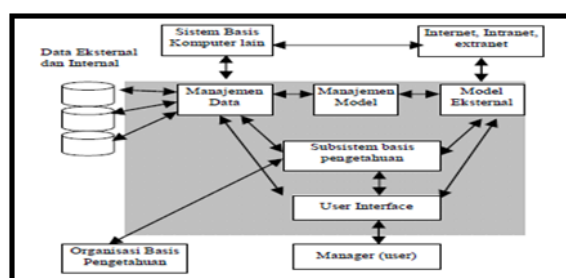 Sistem Basis
Komputer lain
Internet, Intranet,
extranet
Data Eksternal
dan Internal
Manajemen
Data
Manajemen
Model
Model
Eksternal
Subsistem basis
pengetahuan
User Interface
Organisasi Basis
Pengetahuan
Manager (user)